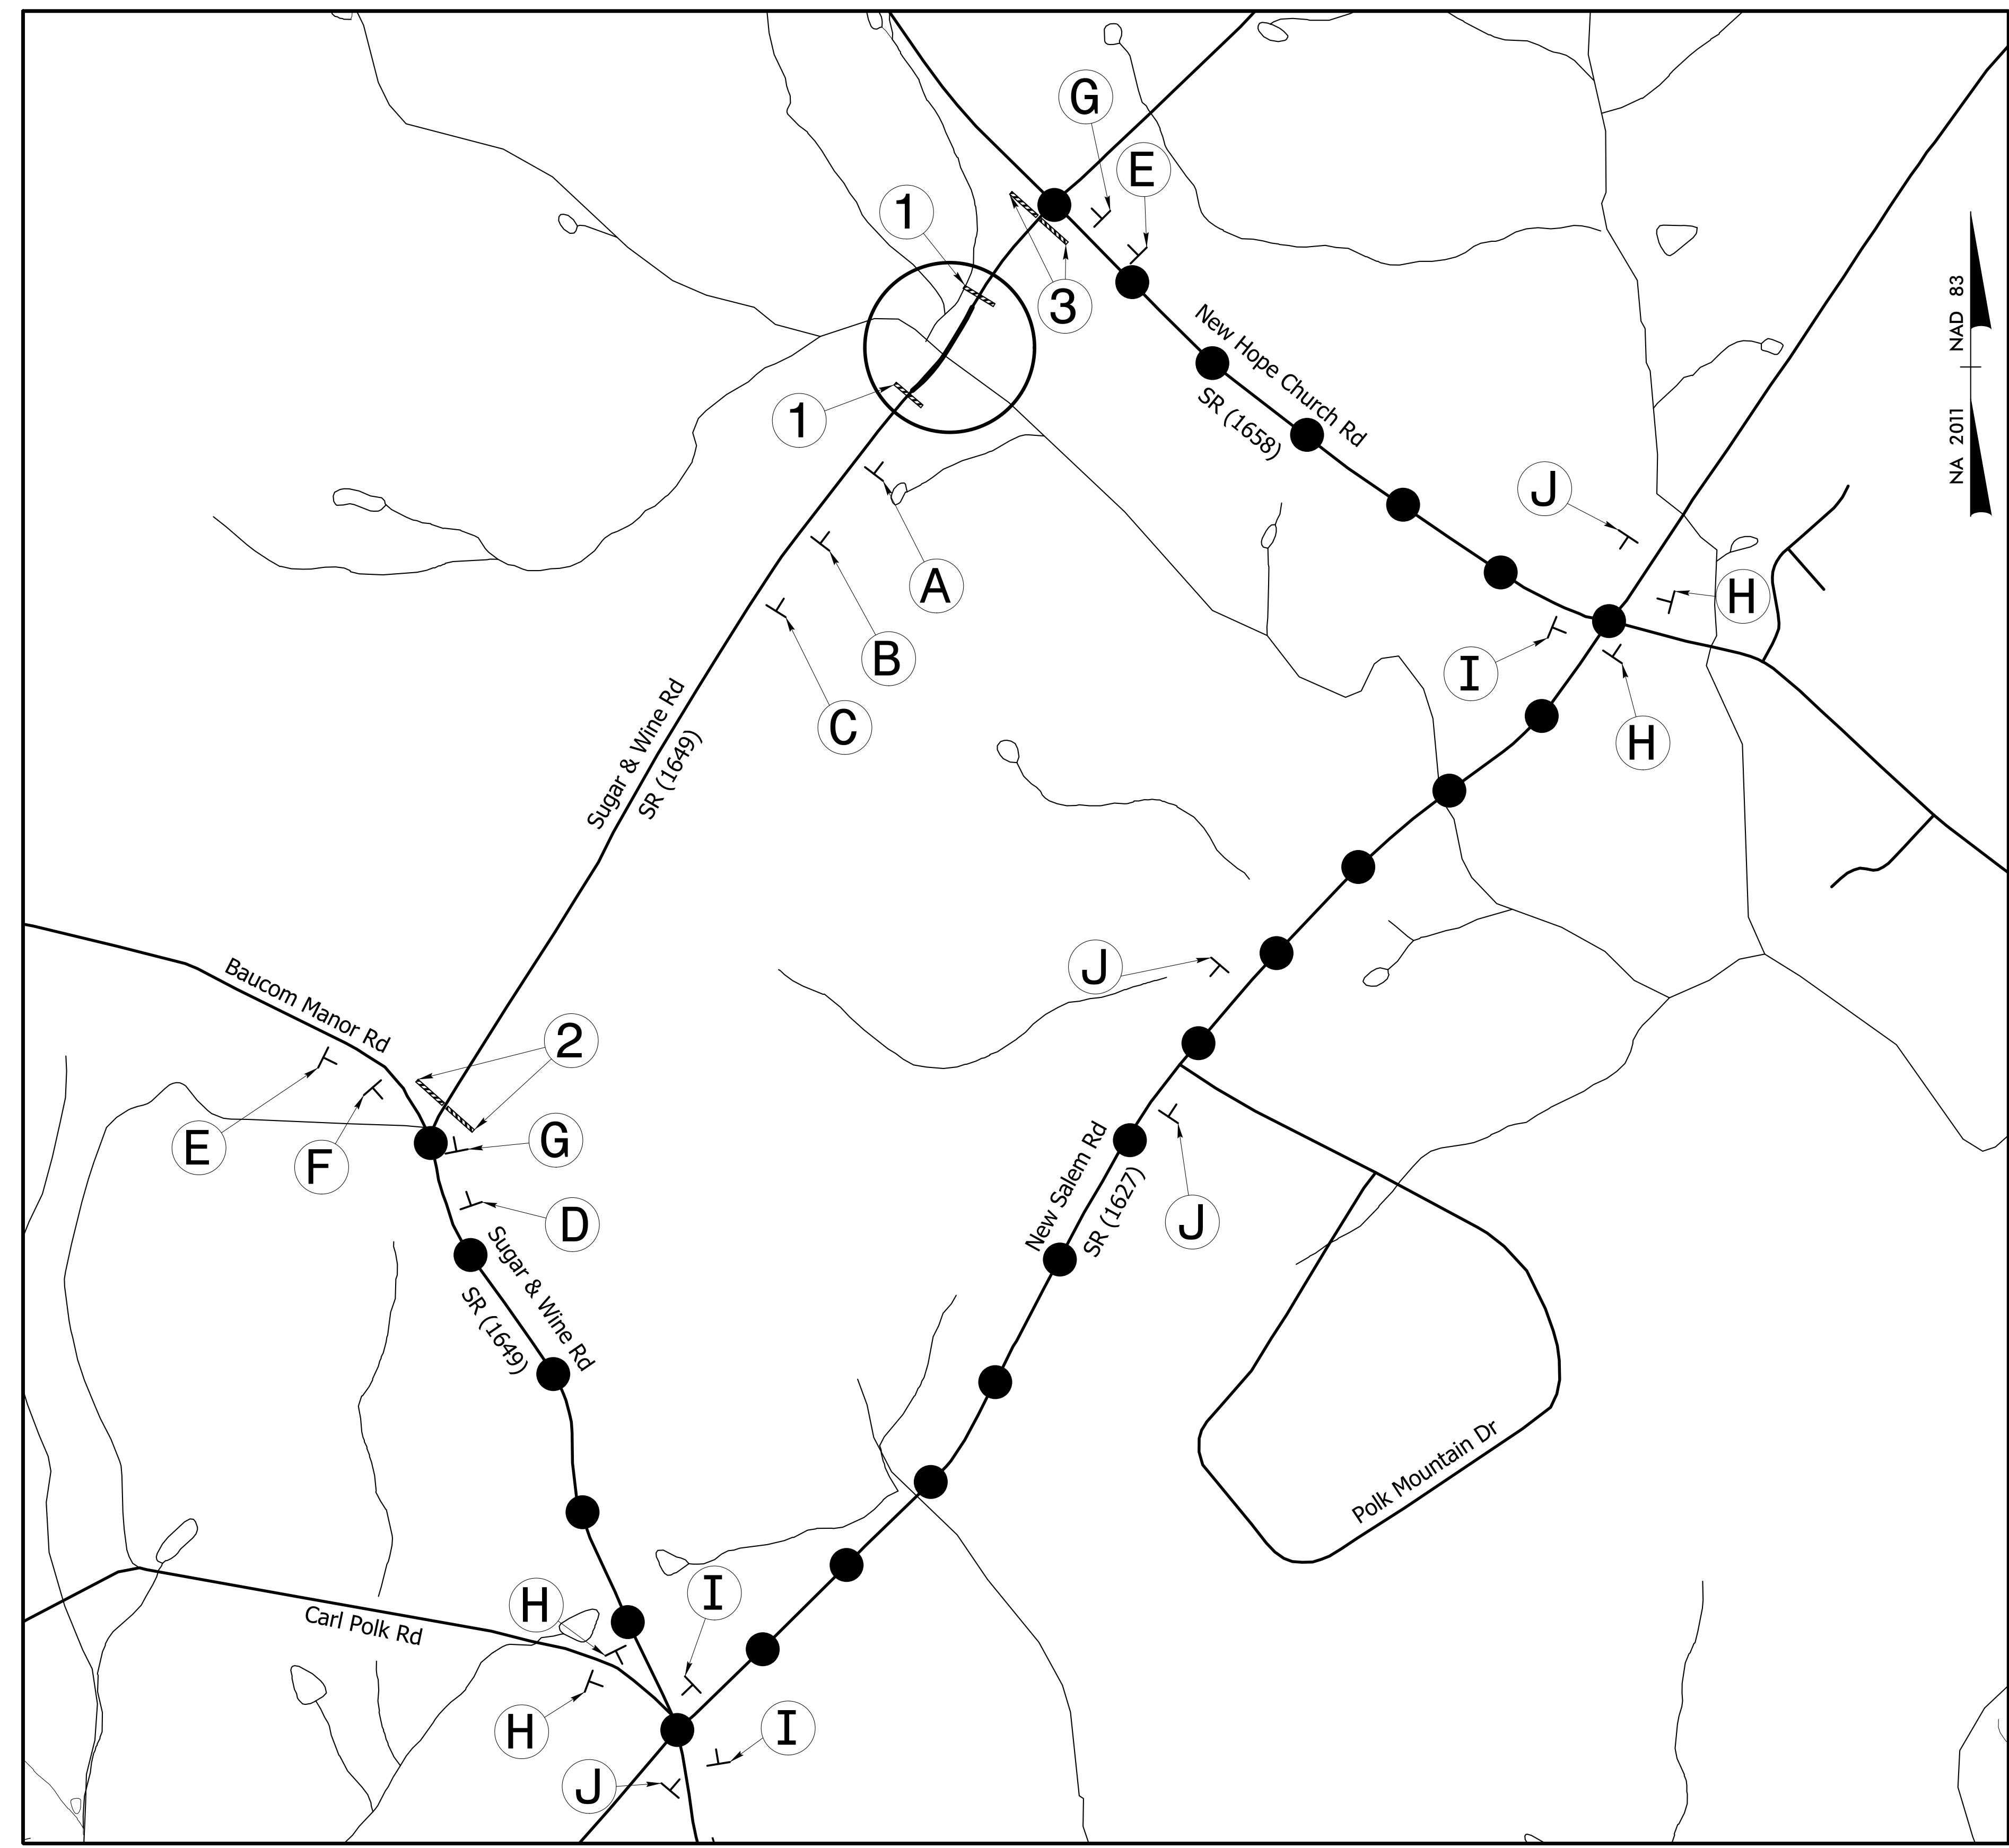 G
E
1
3
NAD 83
NA 2011
New Hope Church Rd
SR (1658)
1
J
A
H
B
I
C
H
Sugar & Wine Rd
SR (1649)
Baucom Manor Rd
J
2
E
F
G
D
New Salem Rd
SR (1627)
J
Sugar & Wine Rd
SR (1649)
Polk Mountain Dr
Carl Polk Rd
H
I
H
I
J